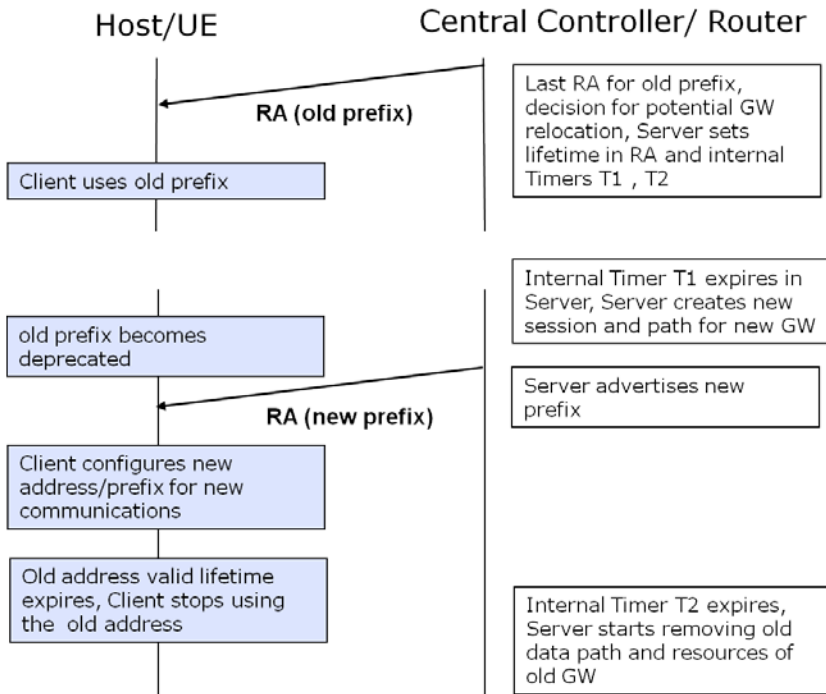 Host/UE
Central Controller/ Router
RA (old prefix)
Last RA for old prefix,
decision for potential GW
relocation, Server sets
lifetime in RA and internal
Timers T1 , T2
Client uses old prefix
Internal Timer T1 expires in
Server, Server creates new
session and path for new GW
old prefix becomes
deprecated
RA (new prefix)
Server advertises new
prefix
Client configures new
address/prefix for new
communications
Old address valid lifetime
expires, Client stops using
the old address
Internal Timer T2 expires,
Server starts removing old
data path and resources of
old GW